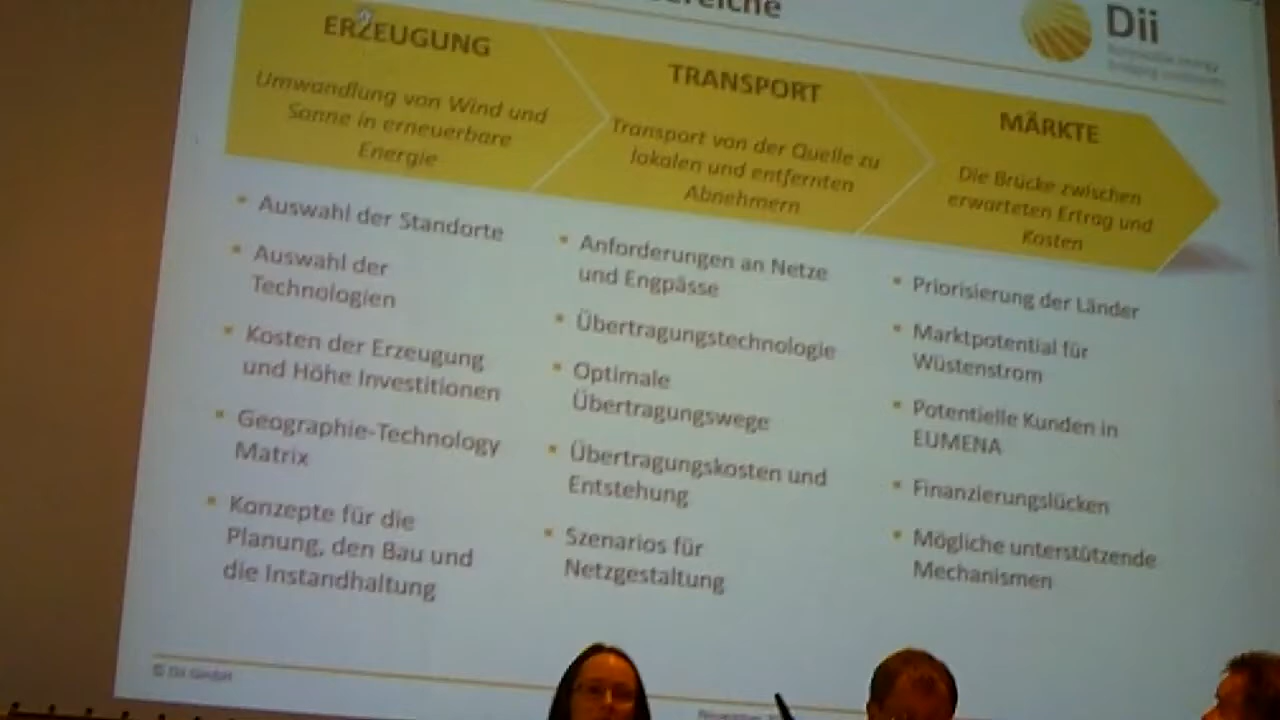 Dii
ERZEUGUNG
Umwandlung von Wind und
Sonne in erneuerbare
Energie
TRANSPORT
Transport von der Quelle zu
lokalen und entfernten
Abnehmern
MÄRKTE
Die Brücke zwischen
erwarteten Ertrag und
Kosten
Auswahl der Standorte
Auswahl der
Technologien
Kosten der Erzeugung
und Höhe Investitionen
Geographie-Technology
Matrix
Konzepte für die
Planung, den Bau und
die Instandhaltung
Anforderungen an Netze
und Engpässe
Übertragungstechnologie
Optimale
Übertragungswege
Übertragungskosten und
Entstehung
Szenarios für
Netzgestaltung
Priorisierung der Länder
Marktpotential für
Wüstenstrom
Potentielle Kunden in
EUMENA
Finanzierungslücken
Mögliche unterstützende
Mechanismen
© Dii GmbH